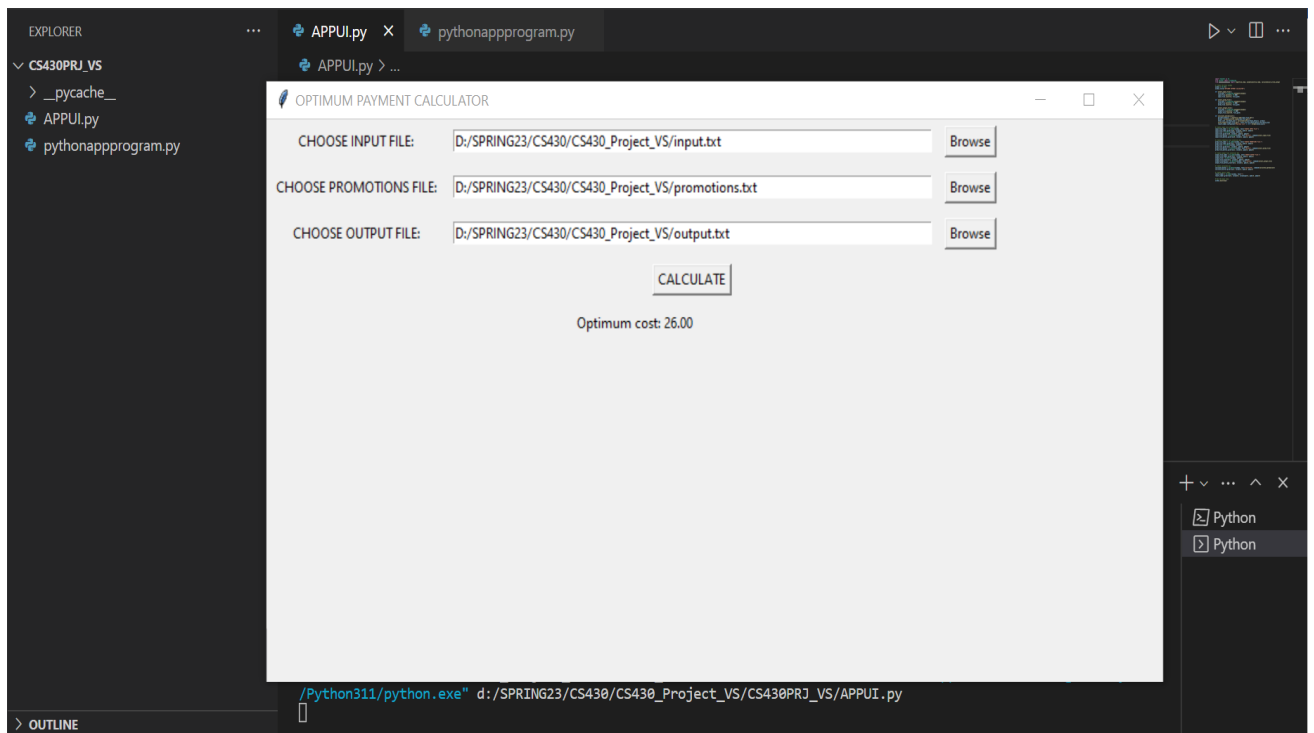 EXPLORER
CS430PRJ_VS
__pycache__
APPUI.py
pythonappprogram.py
OUTLINE
APPUI.py
pythonappprogram.py
APPUI.py > ...
OPTIMUM PAYMENT CALCULATOR
CHOOSE INPUT FILE: D:/SPRING23/CS430/CS430_Project_VS/input.txt Browse
CHOOSE PROMOTIONS FILE: D:/SPRING23/CS430/CS430_Project_VS/promotions.txt Browse
CHOOSE OUTPUT FILE: D:/SPRING23/CS430/CS430_Project_VS/output.txt Browse
CALCULATE
Optimum cost: 26.00
Python
Python
/Python311/python.exe" d:/SPRING23/CS430/CS430_Project_VS/CS430PRJ_VS/APPUI.py